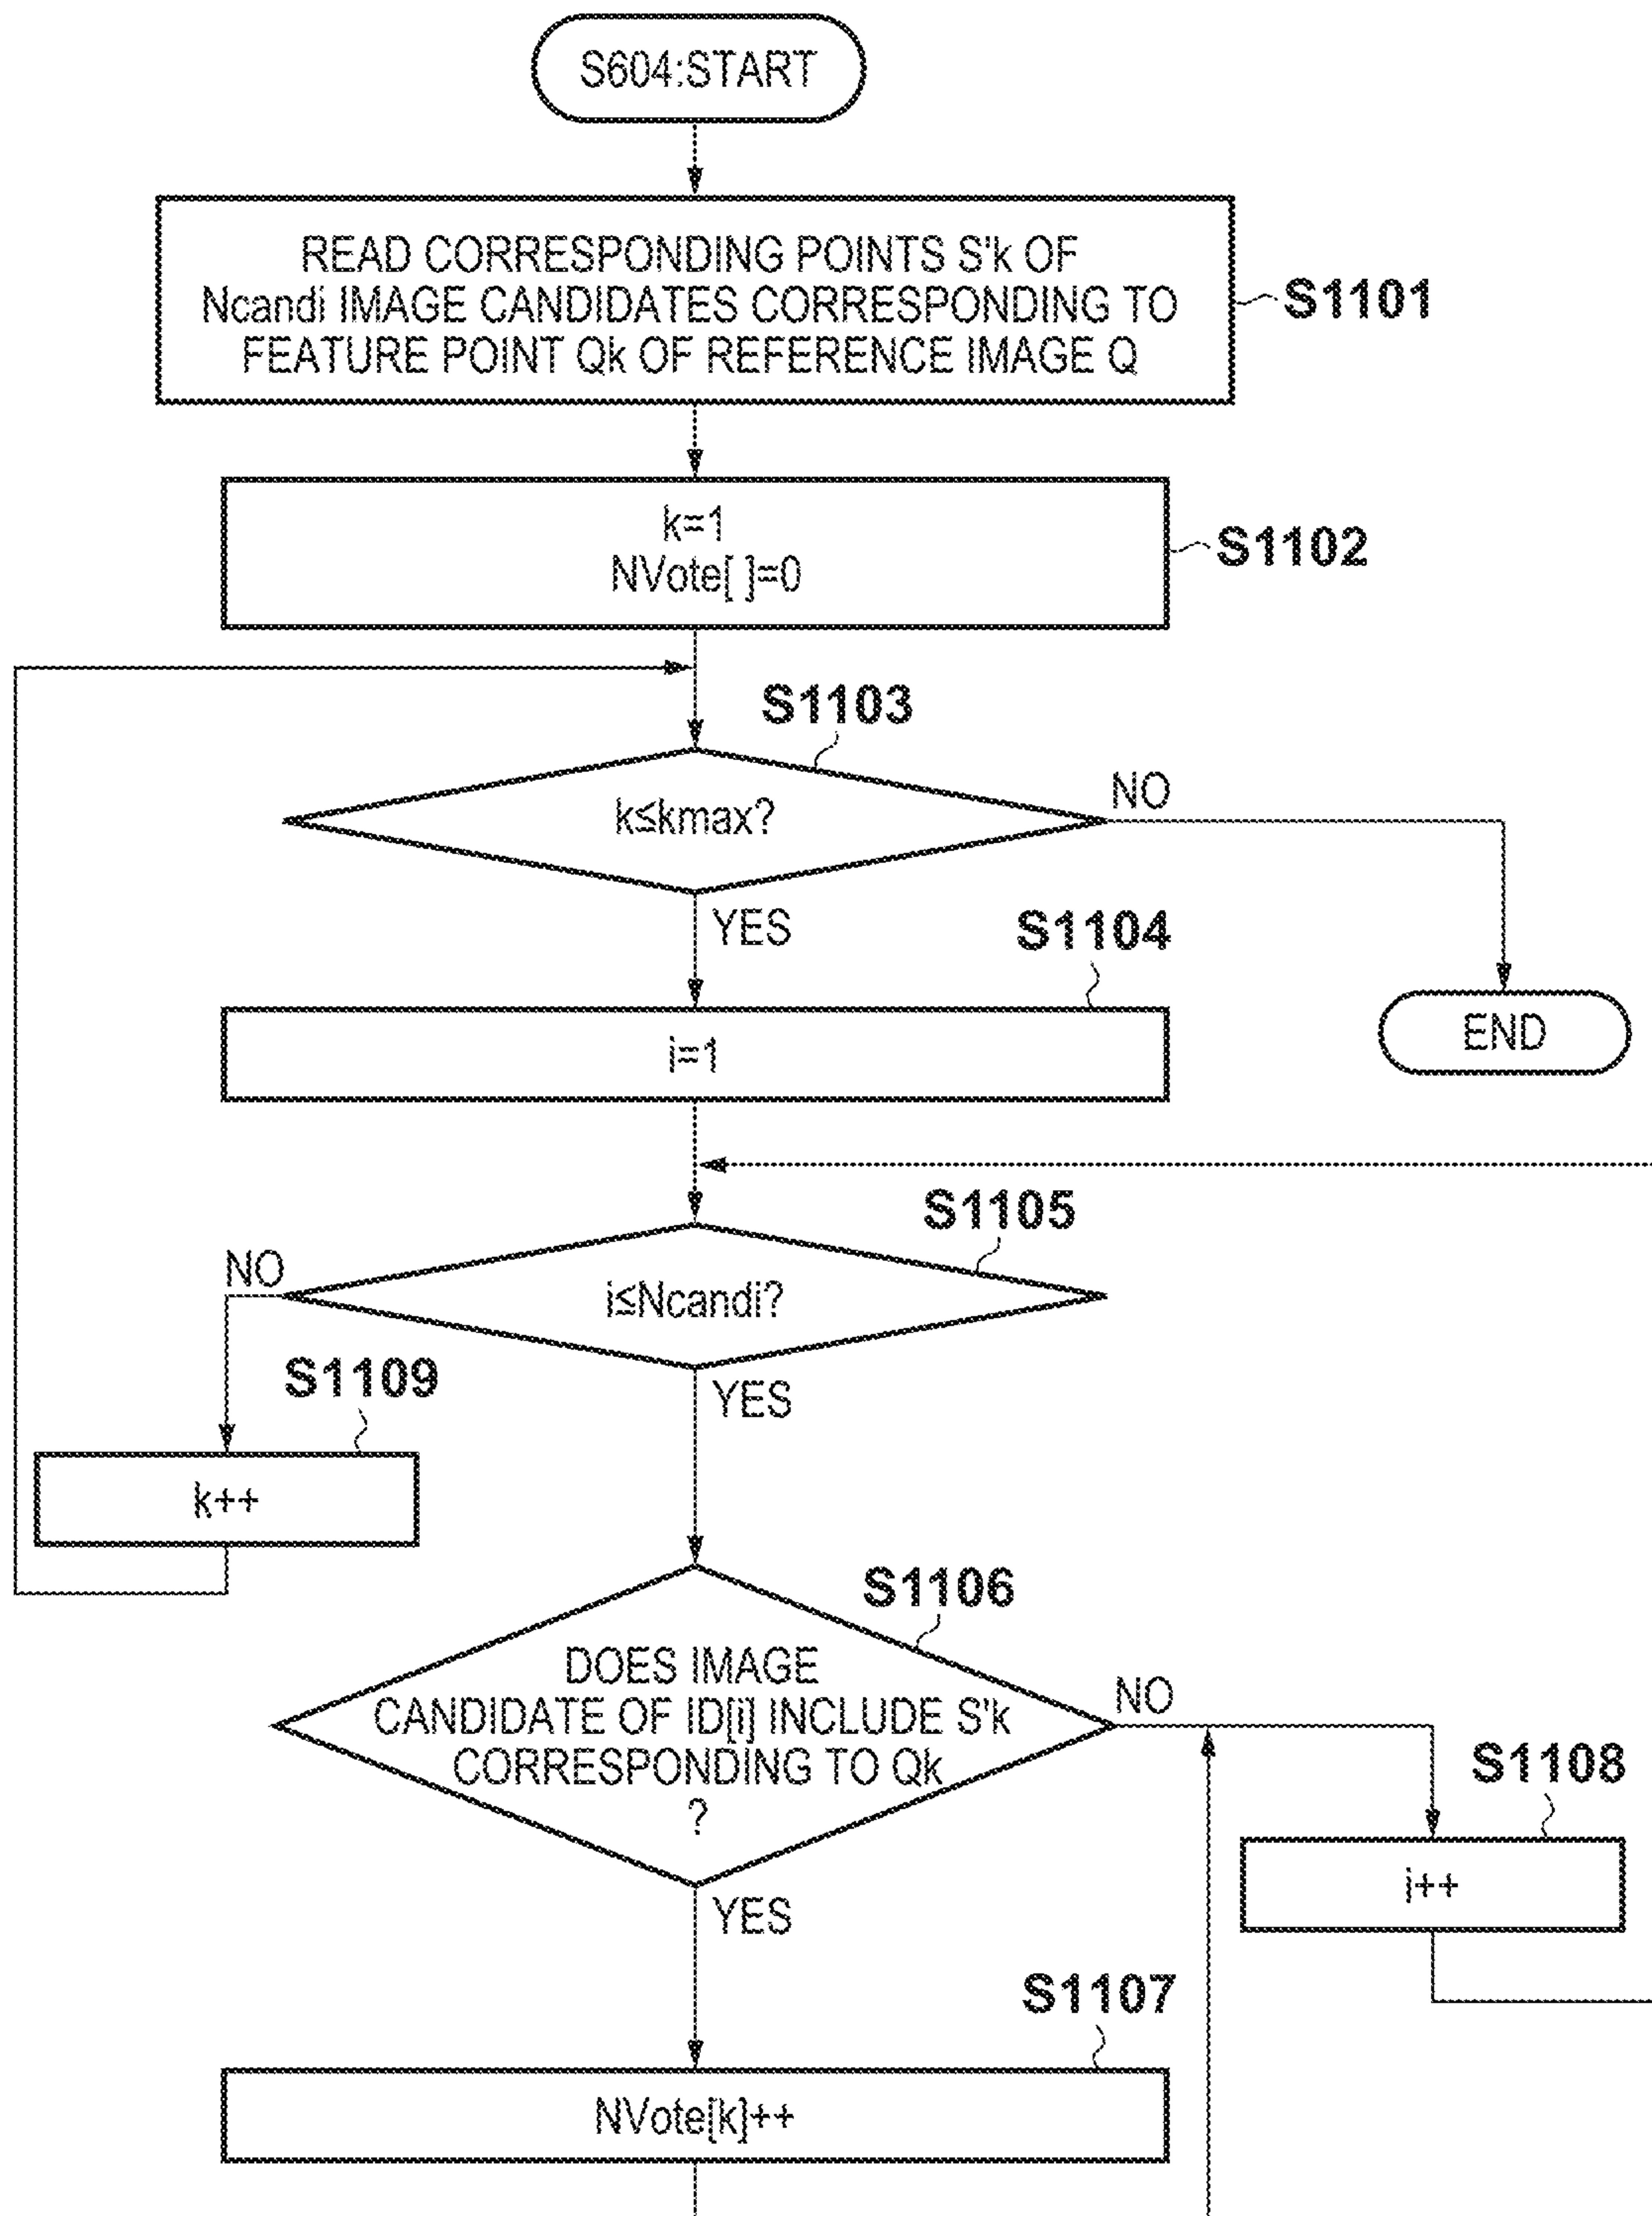 S604:START
READ CORRESPONDING POINTS S'k OF
Ncandi IMAGE CANDIDATES CORRESPONDING TO
FEATURE POINT Qk OF REFERENCE IMAGE Q
S1101
k=1
NVote[ ]=0
S1102
S1103
k≤kmax?
NO
YES
S1104
i=1
END
S1105
NO
i≤Ncandi?
YES
S1109
k++
S1106
DOES IMAGE
CANDIDATE OF ID[i] INCLUDE S'k
CORRESPONDING TO Qk
?
NO
S1108
i++
YES
S1107
NVote[k]++